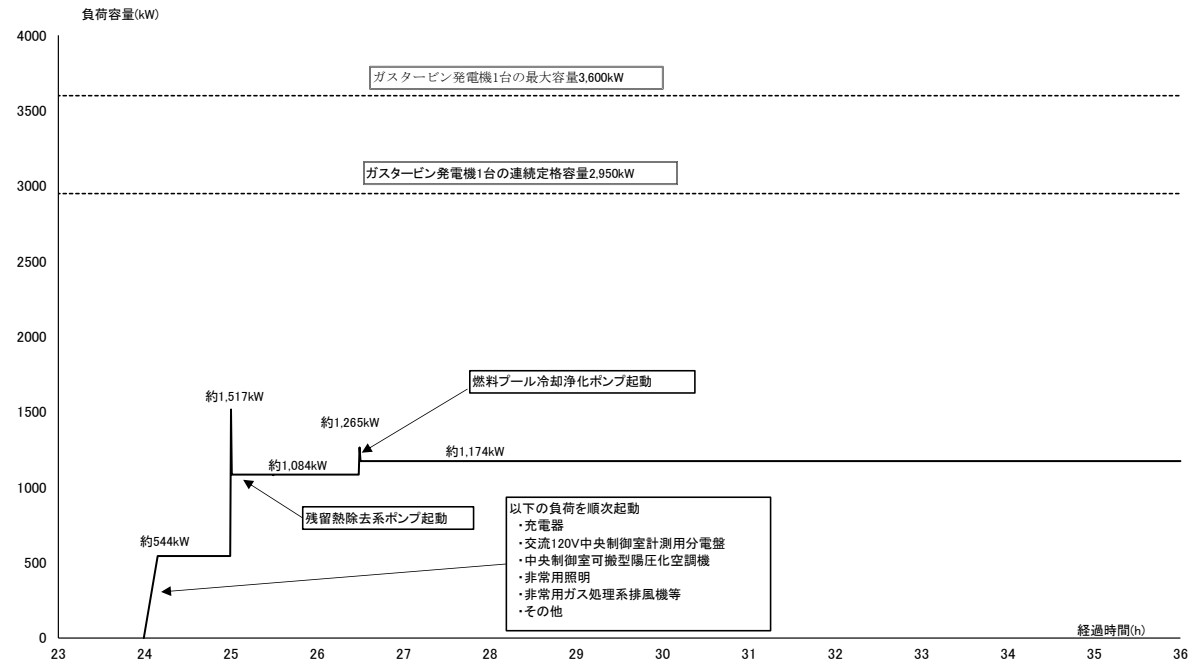 負荷容量(kW)
4000
ガスタービン発電機1台の最大容量3,600kW
3500
ガスタービン発電機1台の連続定格容量2,950kW
3000
2500
2000
燃料プール冷却浄化ポンプ起動
1500
約1,517kW
約1,265kW
約1,174kW
約1,084kW
1000
残留熱除去系ポンプ起動
以下の負荷を順次起動
・充電器
・交流120V中央制御室計測用分電盤
・中央制御室可搬型陽圧化空調機
・非常用照明
・非常用ガス処理系排風機等
・その他
約544kW
500
0
経過時間(h)
23 24 25 26 27 28 29 30 31 32 33 34 35 36